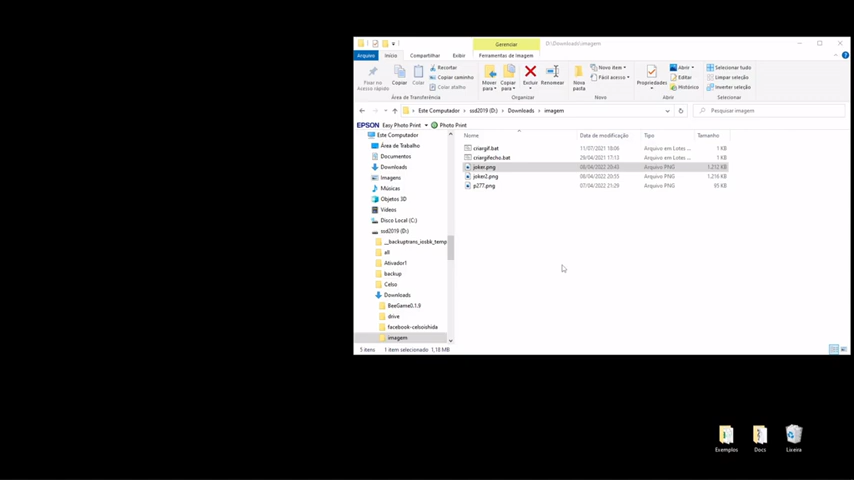 Gerenciar
D:\Downloads\imagem
Arquivo Início Compartilhar Exibir Ferramentas de Imagem
Fixar no Acesso rápido
Copiar
Colar
Recortar
Copiar caminho
Colar atalho
Mover para
Copiar para
Excluir
Renomear
Nova pasta
Novo item
Fácil acesso
Propriedades
Abrir
Editar
Histórico
Selecionar tudo
Limpar seleção
Inverter seleção
Área de Transferência Organizar Novo Abrir Selecionar
Este Computador > ssd2019 (D:) > Downloads > imagem
Pesquisar imagem
EPSON Easy Photo Print Photo Print
Nome Data de modificação Tipo Tamanho
criargif.bat 11/07/2021 18:06 Arquivo em Lotes ... 1 KB
criargifecho.bat 29/04/2021 17:13 Arquivo em Lotes ... 1 KB
joker.png 08/04/2022 20:40 Arquivo PNG 1.212 KB
joker2.png 08/04/2022 20:55 Arquivo PNG 1.216 KB
p277.png 07/04/2022 21:29 Arquivo PNG 85 KB
Este Computador
Área de Trabalho
Documentos
Downloads
Imagens
Músicas
Objetos 3D
Vídeos
Disco Local (C:)
ssd2019 (D:)
__backuptrans_iosbk_temp
all
Ativador1
backup
Celso
Downloads
BeeGame0.1.9
drive
facebook-celsoishida
imagem
5 itens 1 item selecionado 1,18 MB
Exemplos Docs Lixeira